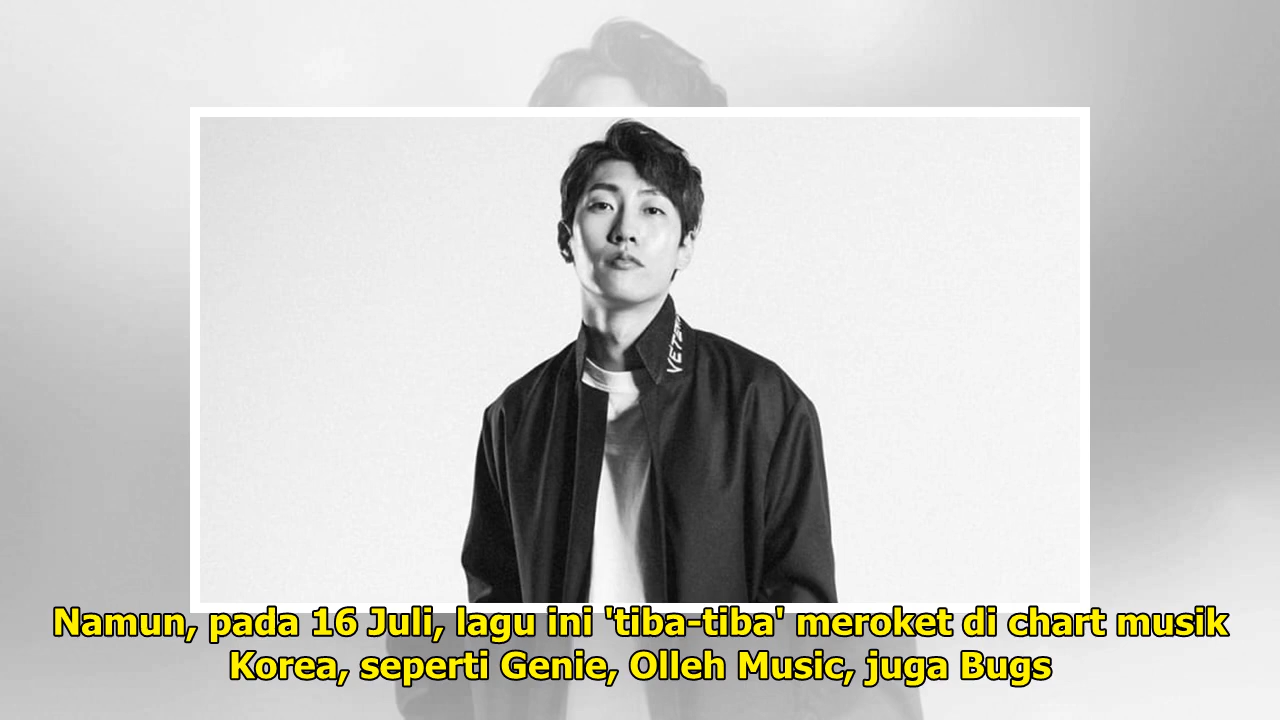 VETER
Namun, pada 16 Juli, lagu ini 'tiba-tiba' meroket di chart musik
Korea, seperti Genie, Olleh Music, juga Bugs